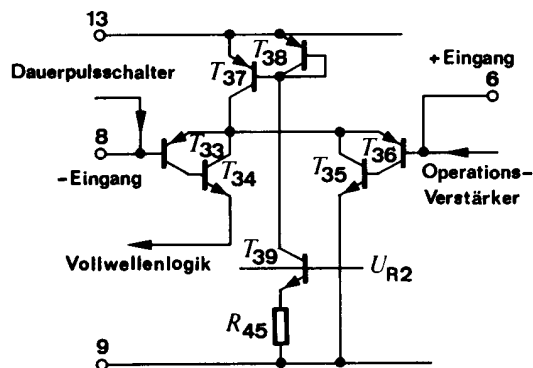 13
T38
T37
+Eingang
6
Dauerpulsschalter
8
-Eingang
T33
T34
T35
T36
Operations-
Verstärker
Vollwellenlogik
T39
UR2
R45
9